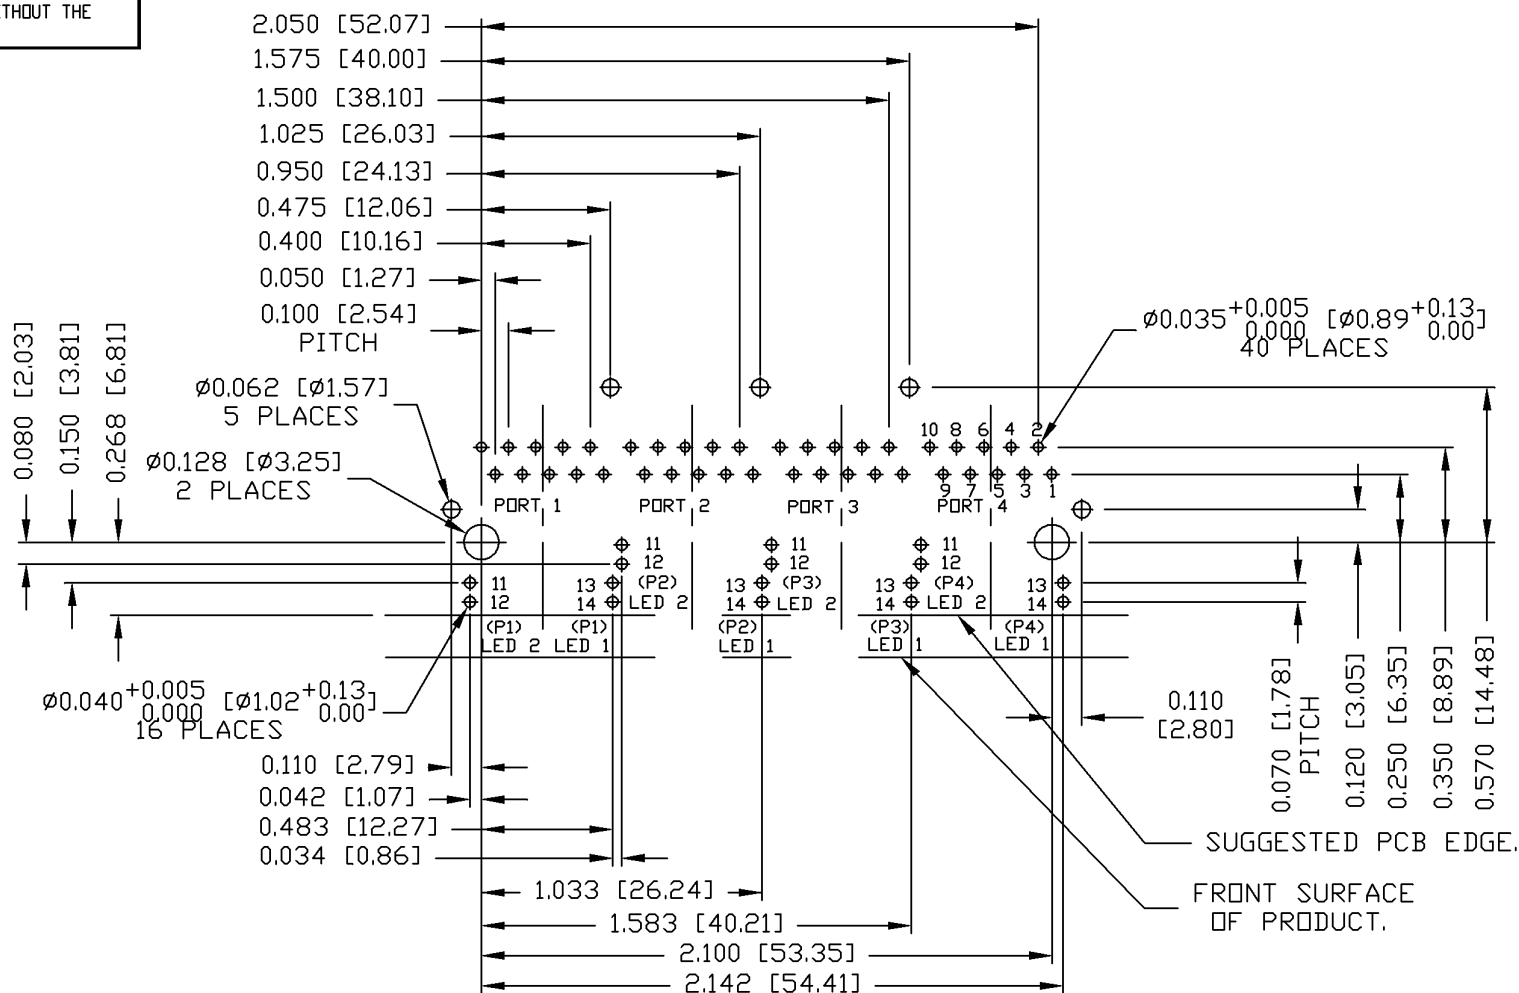 THOUT THE
2.050 [52.07]
1.575 [40.00]
1.500 [38.10]
1.025 [26.03]
0.950 [24.13]
0.475 [12.06]
0.400 [10.16]
0.050 [1.27]
0.100 [2.54]
PITCH
0.080 [2.03]
0.150 [3.81]
0.268 [6.81]
ø0.062 [ø1.57]
5 PLACES
ø0.128 [ø3.25]
2 PLACES
ø0.035 +0.005 0.000 [ø0.89 +0.13 0.00]
40 PLACES
10 8 6 4 2
9 7 5 3 1
PORT 1 PORT 2 PORT 3 PORT 4
11 11 11
12 12 12
11 13 (P2) 13 (P3) 13 (P4) 13
12 14 LED 2 14 LED 2 14 LED 2 14
(P1) (P1) (P2) (P3) (P4)
LED 2 LED 1 LED 1 LED 1 LED 1
ø0.040 +0.005 0.000 [ø1.02 +0.13 0.00]
16 PLACES
0.110
[2.80]
0.070 [1.78]
PITCH
0.120 [3.05]
0.250 [6.35]
0.350 [8.89]
0.570 [14.48]
0.110 [2.79]
0.042 [1.07]
0.483 [12.27]
0.034 [0.86]
1.033 [26.24]
1.583 [40.21]
2.100 [53.35]
2.142 [54.41]
SUGGESTED PCB EDGE.
FRONT SURFACE
OF PRODUCT.